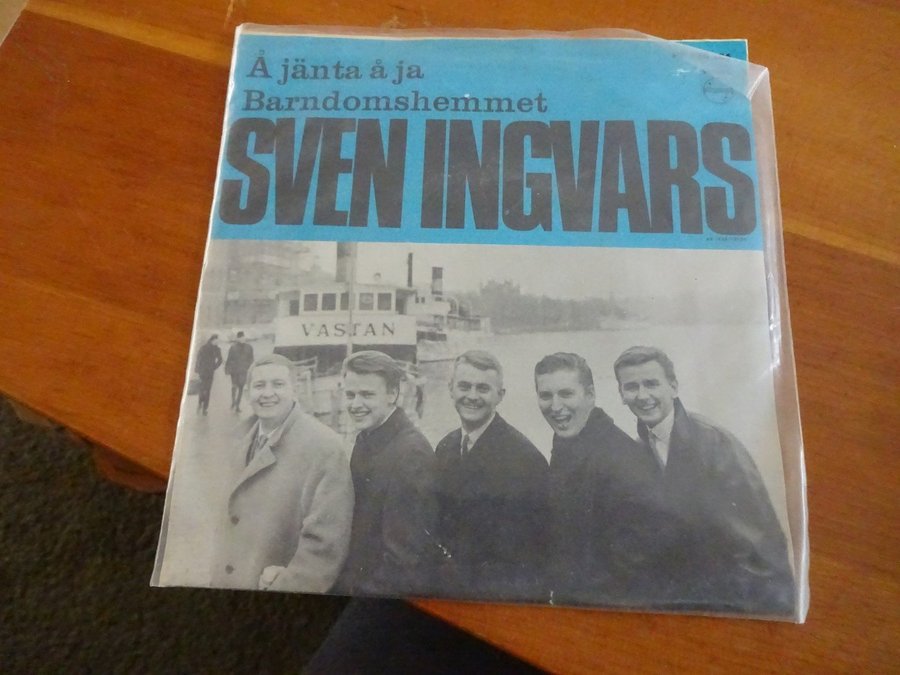 Å jänta å ja
Barndomshemmet
SVEN INGVARS
VASTAN